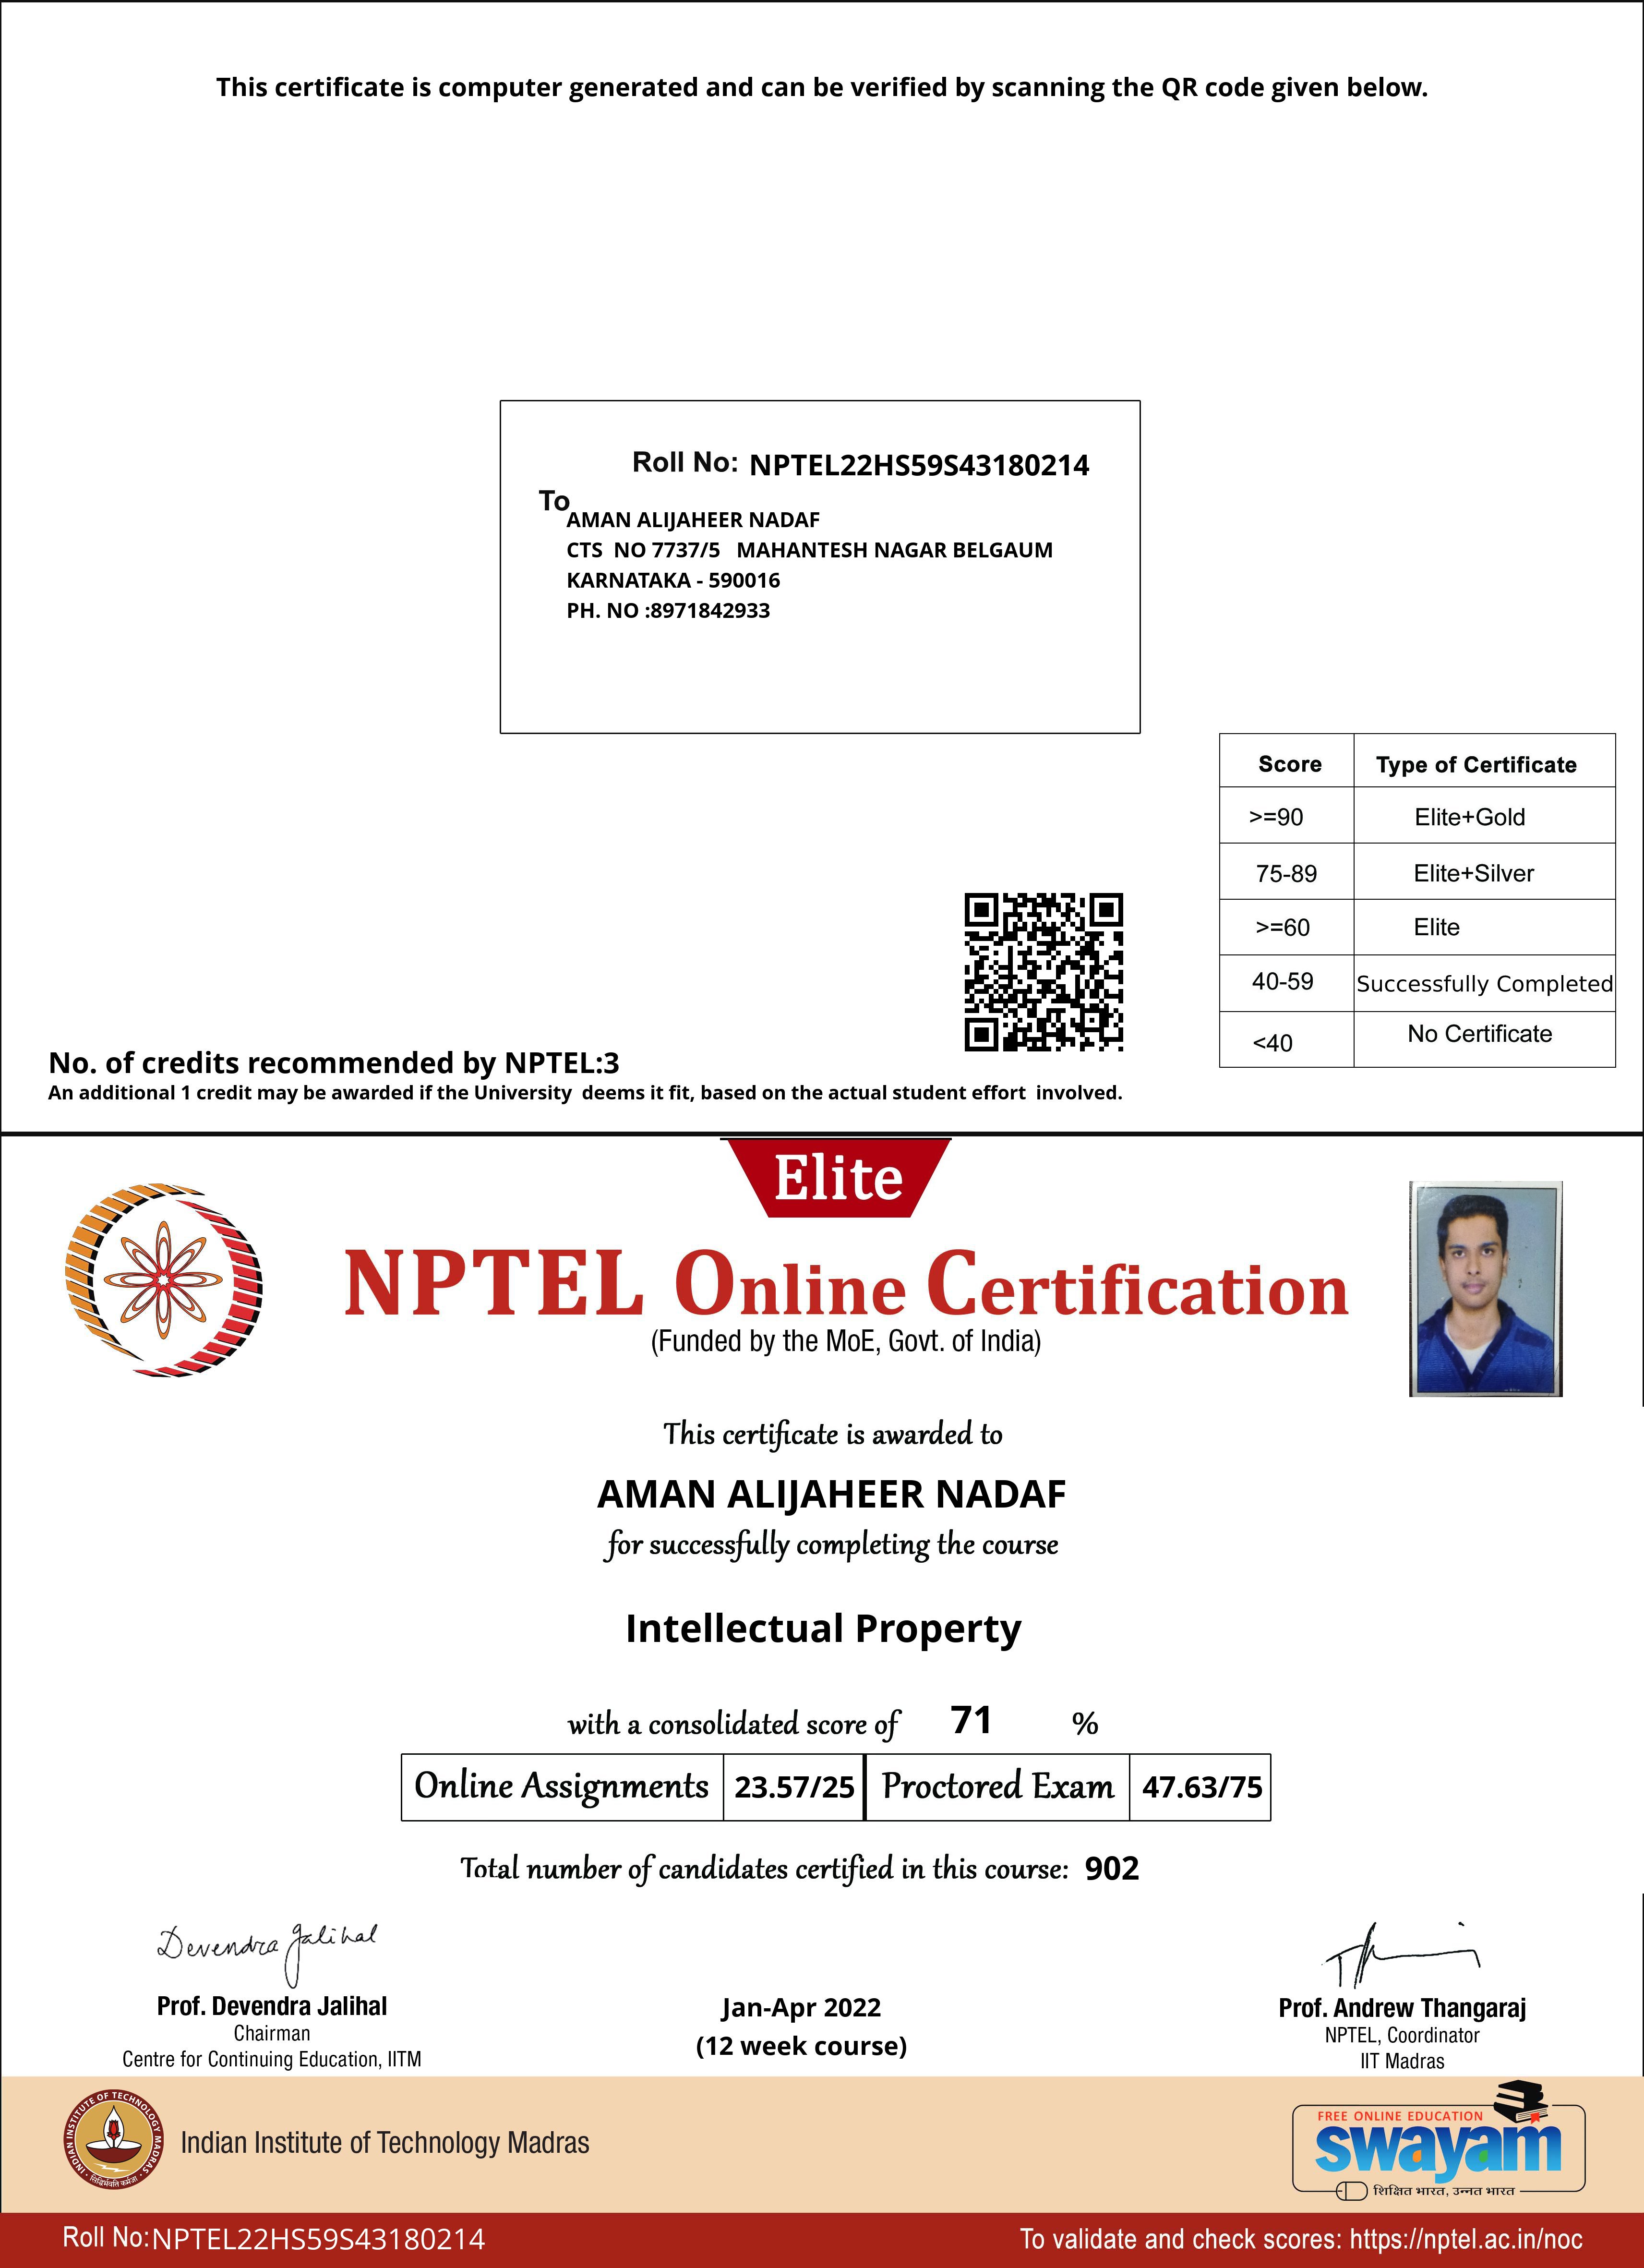 This certificate is computer generated and can be verified by scanning the QR code given below.
Roll No: NPTEL22HS59S43180214
To
AMAN ALIJAHEER NADAF
CTS NO 7737/5 MAHANTESH NAGAR BELGAUM
KARNATAKA - 590016
PH. NO :8971842933
Score Type of Certificate
>=90 Elite+Gold
75-89 Elite+Silver
>=60 Elite
40-59 Successfully Completed
<40 No Certificate
No. of credits recommended by NPTEL:3
An additional 1 credit may be awarded if the University deems it fit, based on the actual student effort involved.
Elite
NPTEL Online Certification
(Funded by the MoE, Govt. of India)
This certificate is awarded to
AMAN ALIJAHEER NADAF
for successfully completing the course
Intellectual Property
with a consolidated score of 71 %
Online Assignments 23.57/25 Proctored Exam 47.63/75
Total number of candidates certified in this course: 902
Devendra Jalihal
Prof. Devendra Jalihal
Chairman
Centre for Continuing Education, IITM
Jan-Apr 2022
(12 week course)
Prof. Andrew Thangaraj
NPTEL, Coordinator
IIT Madras
INDIAN INSTITUTE OF TECHNOLOGY MADRAS
सिद्धिर्भवति कर्मजा
Indian Institute of Technology Madras
FREE ONLINE EDUCATION
swayam
शिक्षित भारत, उन्नत भारत
Roll No:NPTEL22HS59S43180214
To validate and check scores: https://nptel.ac.in/noc